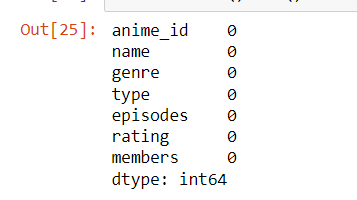 Out[25]: anime_id 0
name 0
genre 0
type 0
episodes 0
rating 0
members 0
dtype: int64